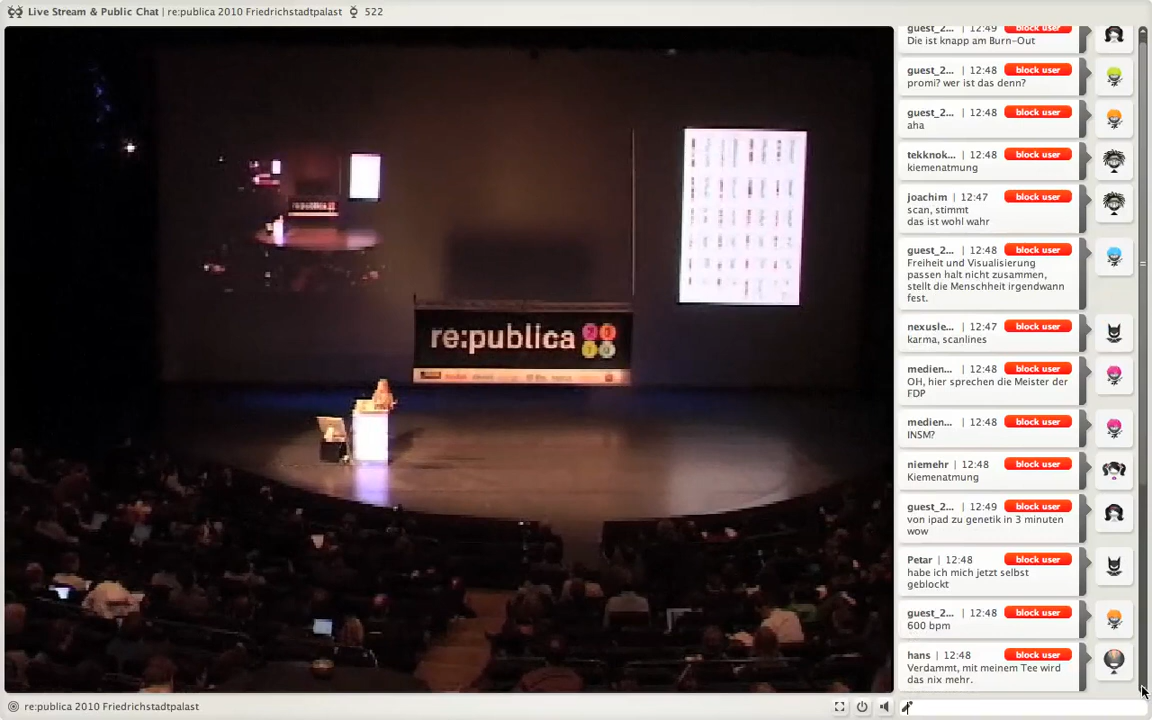 Live Stream & Public Chat | re:publica 2010 Friedrichstadtpalast 522
re:publica 2010
re:publica 2010 Friedrichstadtpalast
guest_2... | 12:49 block user
Die ist knapp am Burn-Out
guest_2... | 12:48 block user
promi? wer ist das denn?
guest_2... | 12:48 block user
aha
tekknok... | 12:48 block user
kiemenatmung
joachim | 12:47 block user
scan, stimmt
das ist wohl wahr
guest_2... | 12:48 block user
Freiheit und Visualisierung
passen halt nicht zusammen,
stellt die Menschheit irgendwann
fest.
nexusle... | 12:47 block user
karma, scanlines
medien... | 12:48 block user
OH, hier sprechen die Meister der
FDP
medien... | 12:48 block user
INSM?
niemehr | 12:48 block user
Kiemenatmung
guest_2... | 12:49 block user
von ipad zu genetik in 3 minuten
wow
Petar | 12:48 block user
habe ich mich jetzt selbst
geblockt
guest_2... | 12:48 block user
600 bpm
hans | 12:48 block user
Verdammt, mit meinem Tee wird
das nix mehr.